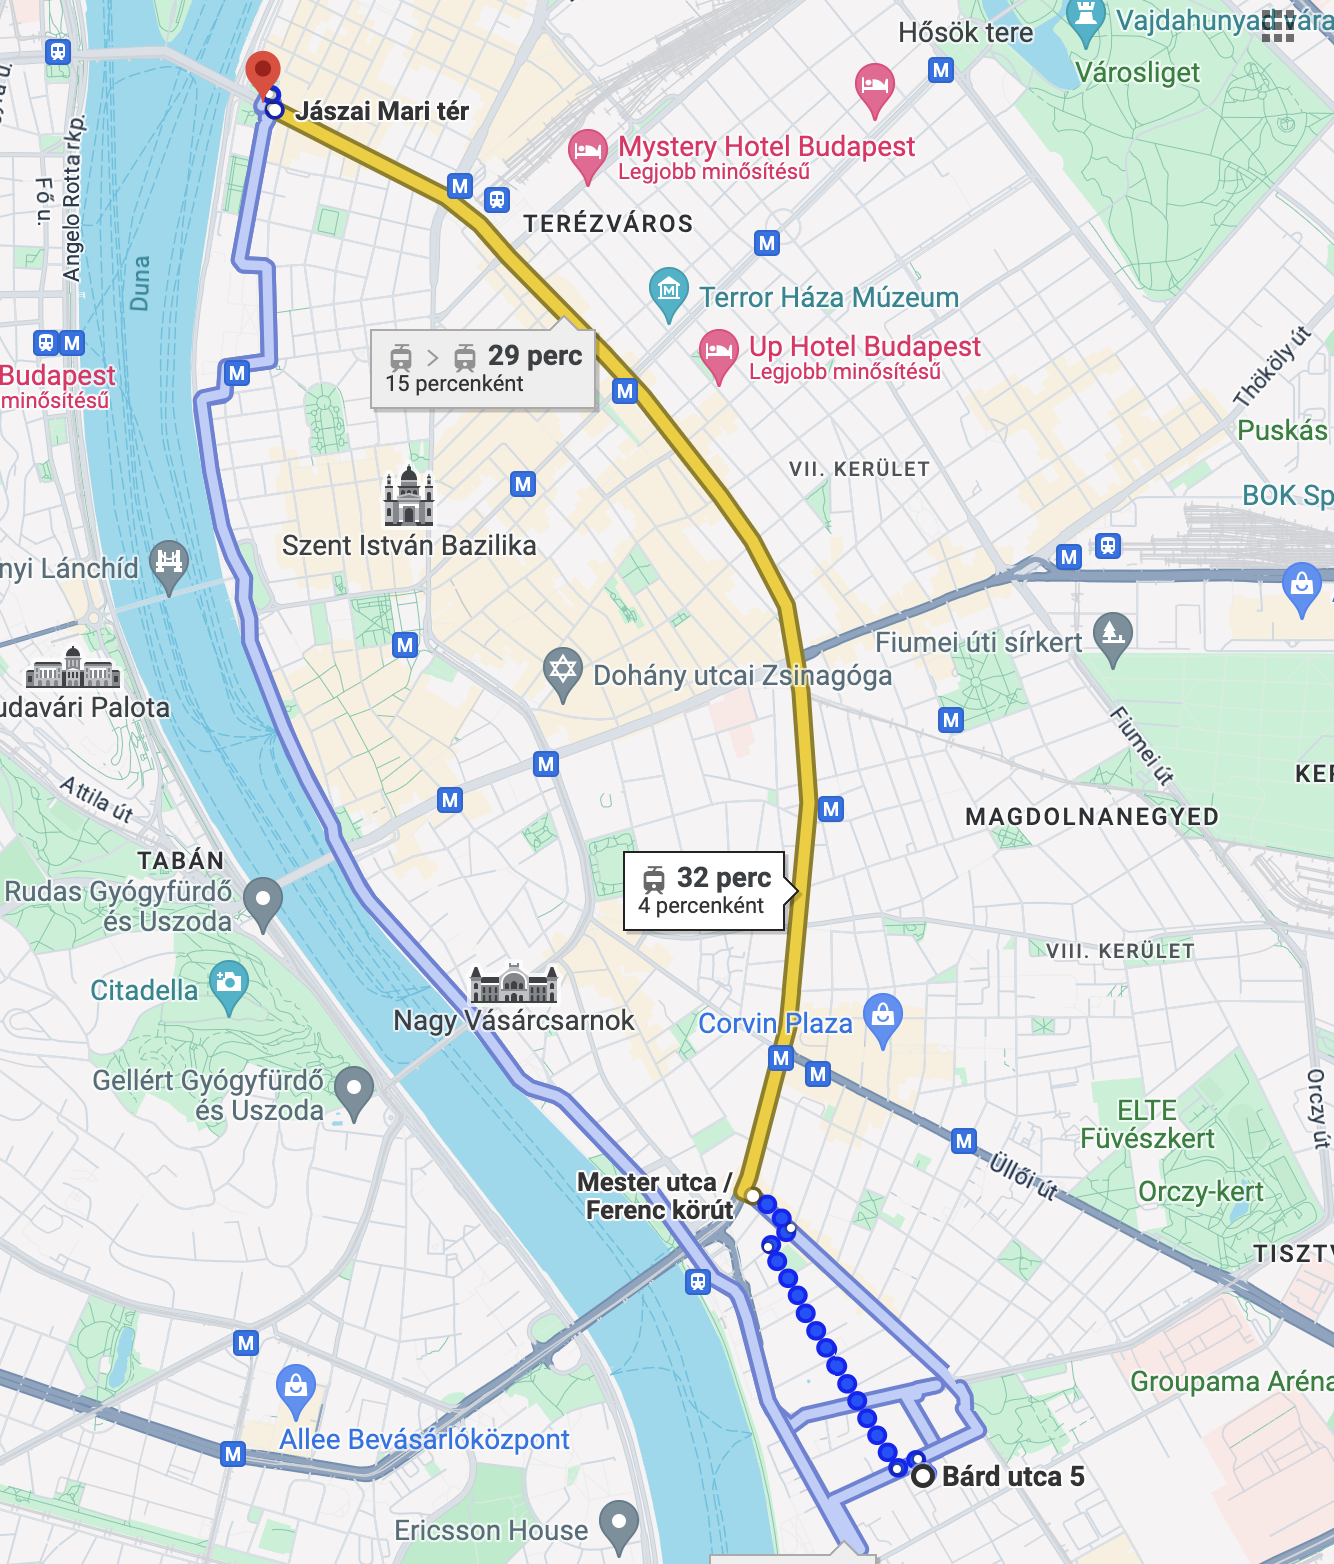 Hősök tere
Vajdahunyad vára
Városliget
Angelo Rotta rkp.
Fő u.
Jászai Mari tér
Mystery Hotel Budapest
Legjobb minősítésű
M
TERÉZVÁROS
M
M
Duna
Terror Háza Múzeum
M
Up Hotel Budapest
Legjobb minősítésű
Thököly út
29 perc
15 percenként
Budapest
minősítésű
M
M
Puskás
VII. KERÜLET
BOK Sp
M
Szent István Bazilika
nyi Lánchíd
M
Fiumei úti sírkert
M
Dohány utcai Zsinagóga
udavári Palota
M
Fiumei út
M
KER
Attila út
M
M
MAGDOLNANEGYED
TABÁN
Rudas Gyógyfürdő
és Uszoda
32 perc
4 percenként
VIII. KERÜLET
Citadella
Nagy Vásárcsarnok
Corvin Plaza
M
M
Gellért Gyógyfürdő
és Uszoda
Orczy út
ELTE
Füvészkert
M
Üllői út
Mester utca /
Ferenc körút
Orczy-kert
TISZTV
M
Groupama Aréna
Allee Bevásárlóközpont
M
Bárd utca 5
Ericsson House